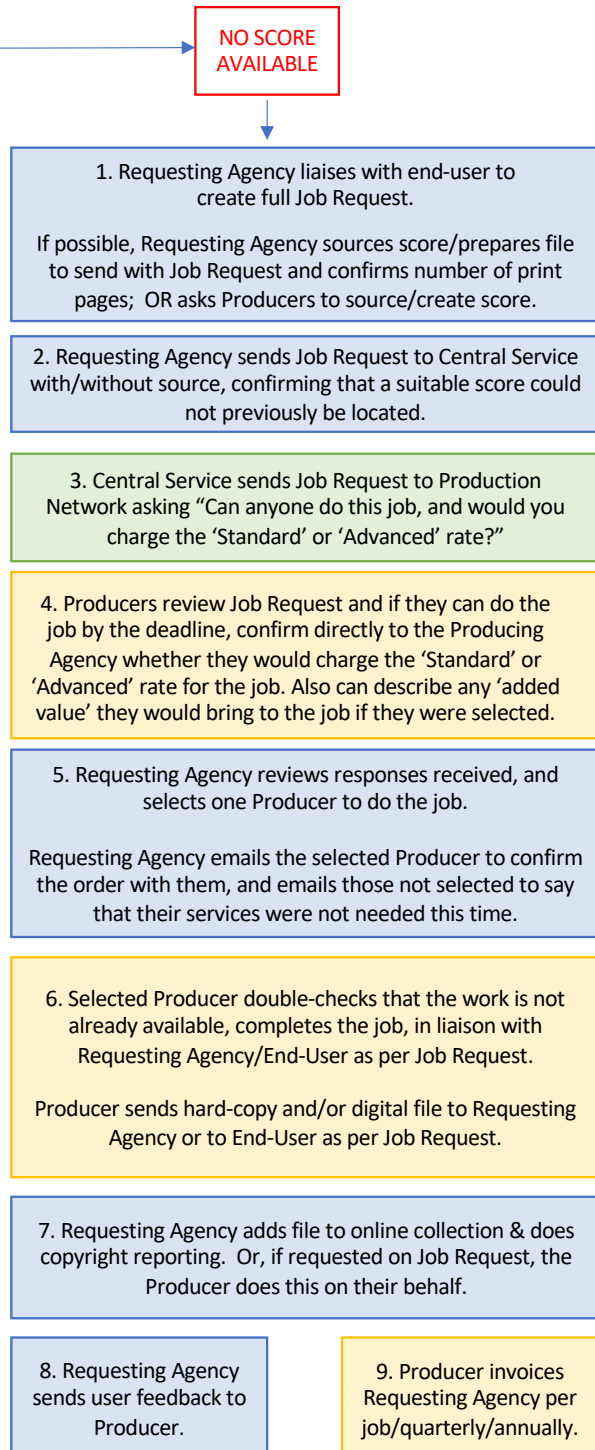 NO SCORE
AVAILABLE
1. Requesting Agency liaises with end-user to
create full Job Request.
If possible, Requesting Agency sources score/prepares file
to send with Job Request and confirms number of print
pages; OR asks Producers to source/create score.
2. Requesting Agency sends Job Request to Central Service
with/without source, confirming that a suitable score could
not previously be located.
3. Central Service sends Job Request to Production
Network asking “Can anyone do this job, and would you
charge the ‘Standard’ or ‘Advanced’ rate?”
4. Producers review Job Request and if they can do the
job by the deadline, confirm directly to the Producing
Agency whether they would charge the ‘Standard’ or
‘Advanced’ rate for the job. Also can describe any ‘added
value’ they would bring to the job if they were selected.
5. Requesting Agency reviews responses received, and
selects one Producer to do the job.
Requesting Agency emails the selected Producer to confirm
the order with them, and emails those not selected to say
that their services were not needed this time.
6. Selected Producer double-checks that the work is not
already available, completes the job, in liaison with
Requesting Agency/End-User as per Job Request.
Producer sends hard-copy and/or digital file to Requesting
Agency or to End-User as per Job Request.
7. Requesting Agency adds file to online collection & does
copyright reporting. Or, if requested on Job Request, the
Producer does this on their behalf.
8. Requesting Agency
sends user feedback to
Producer.
9. Producer invoices
Requesting Agency per
job/quarterly/annually.